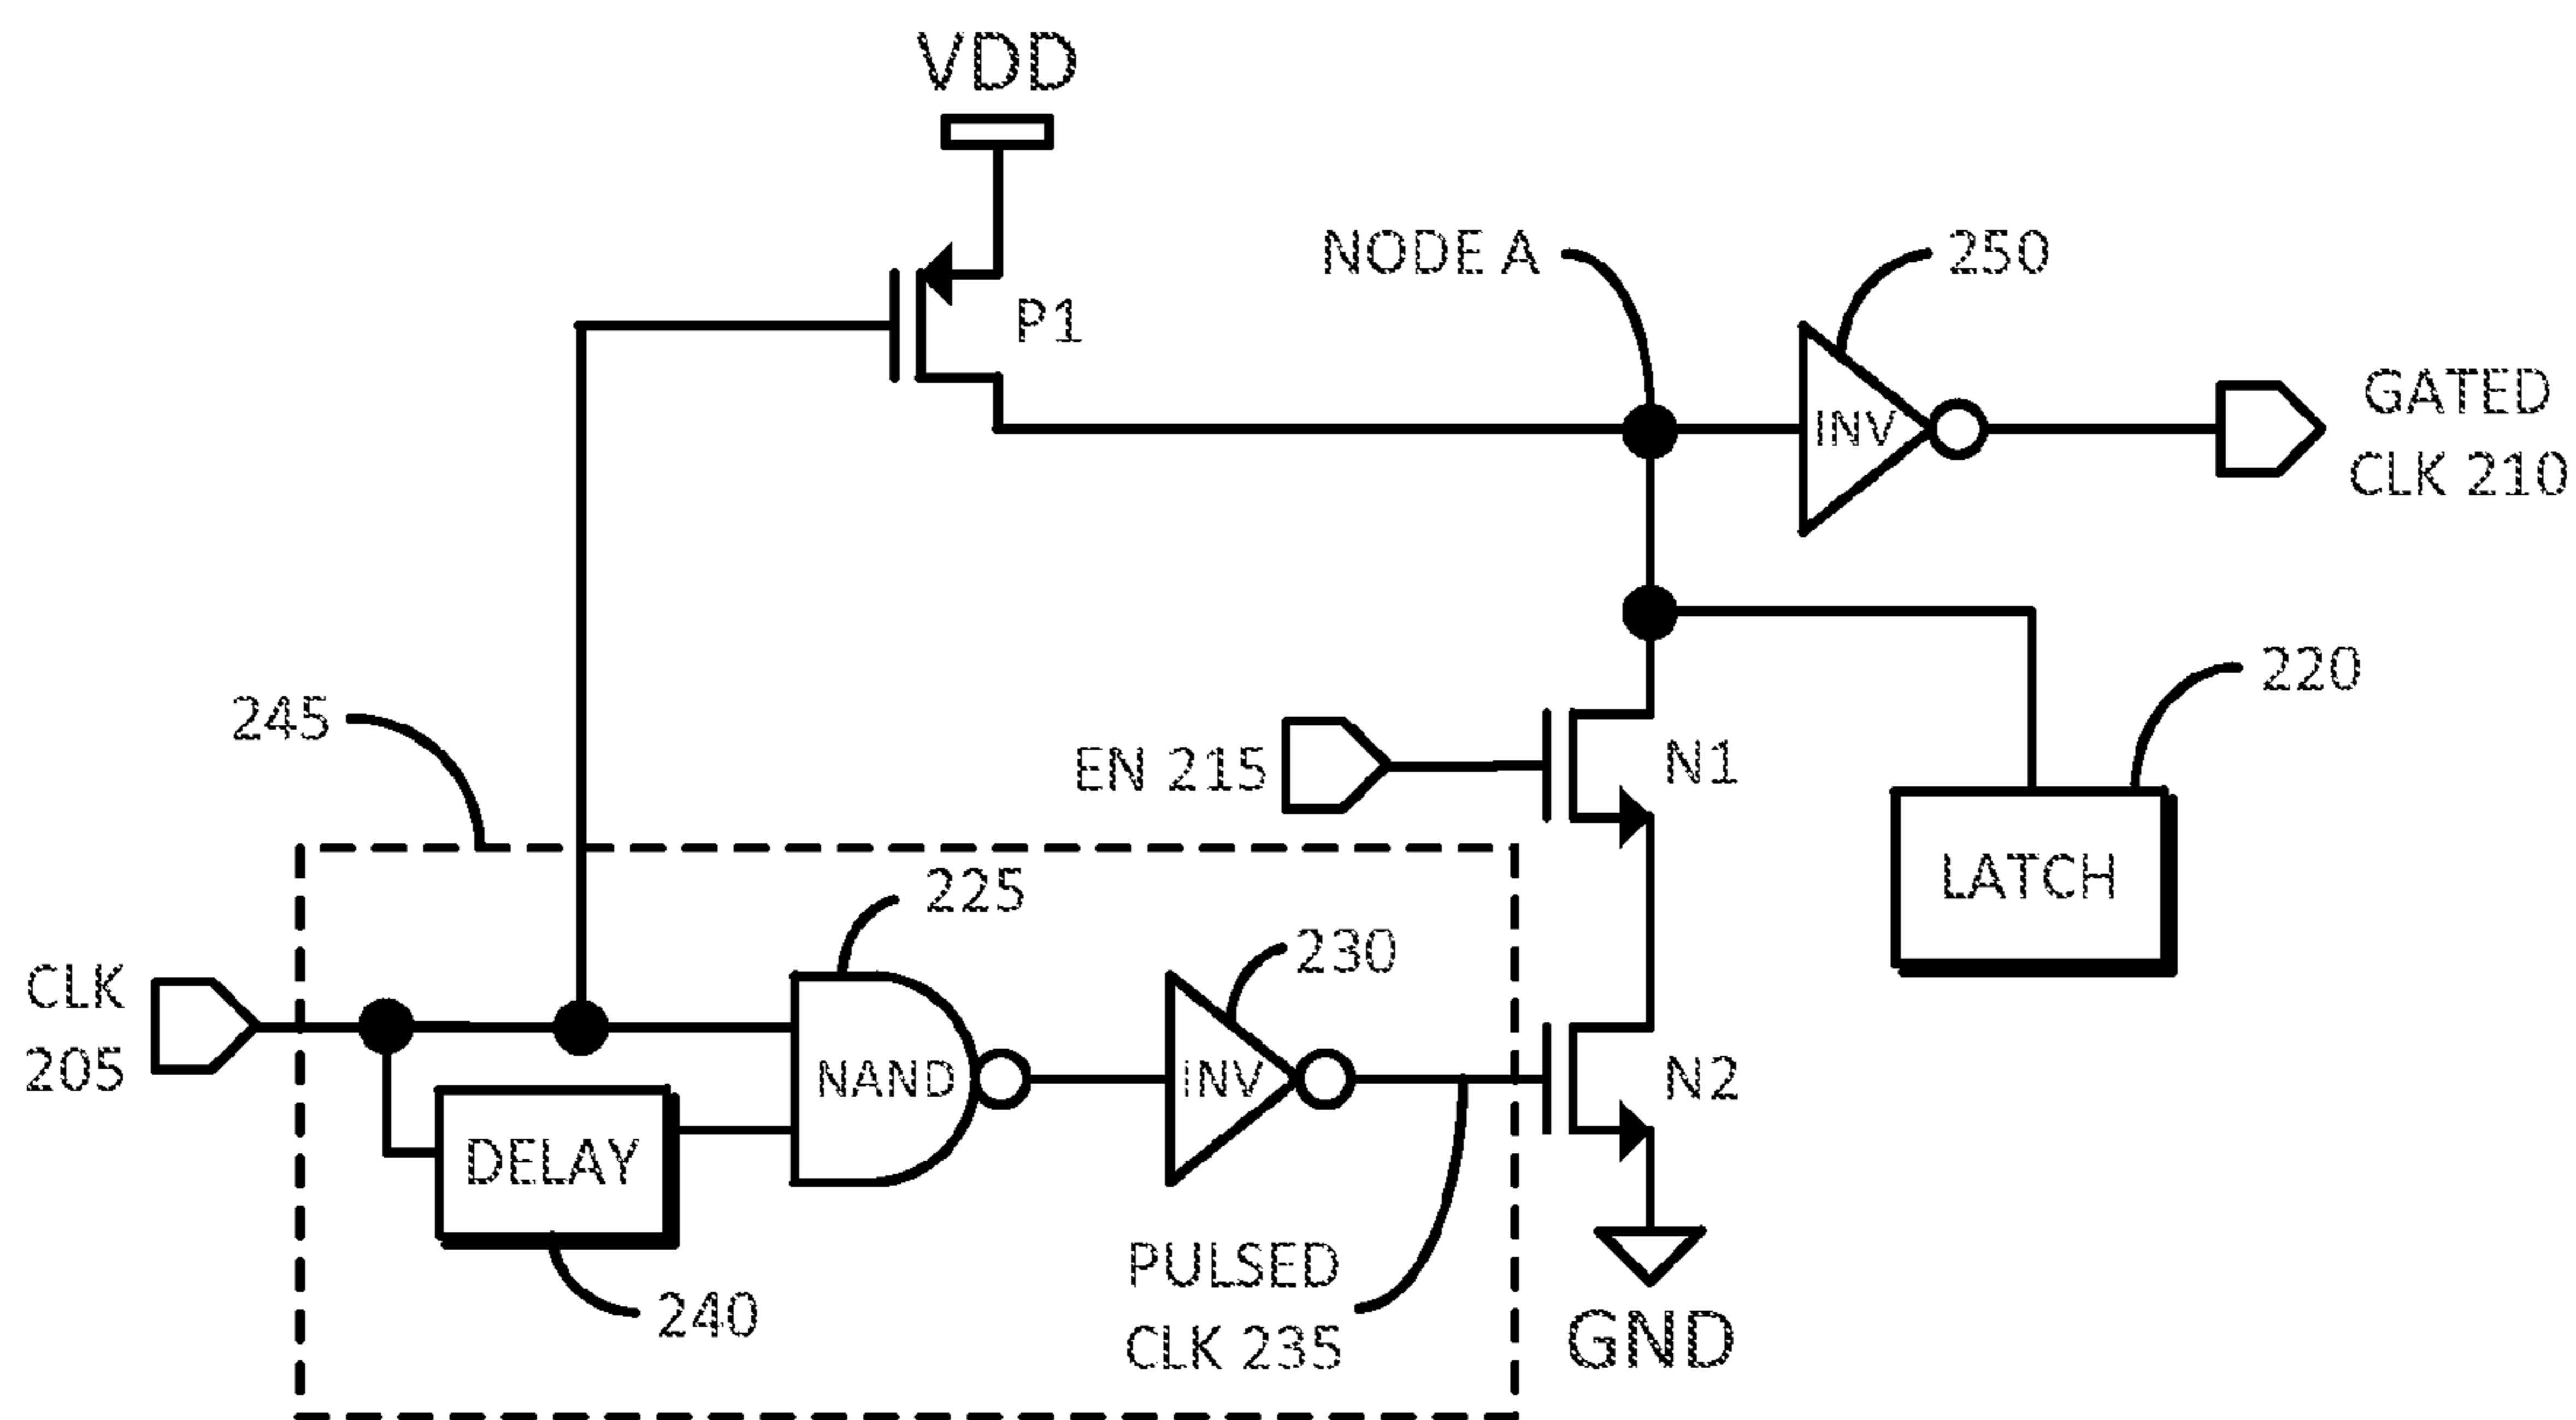 VDD
P1
NODE A
250
INV
GATED
CLK 210
220
245
EN 215
N1
LATCH
225
230
CLK
205
NAND
INV
N2
DELAY
240
PULSED
CLK 235
GND